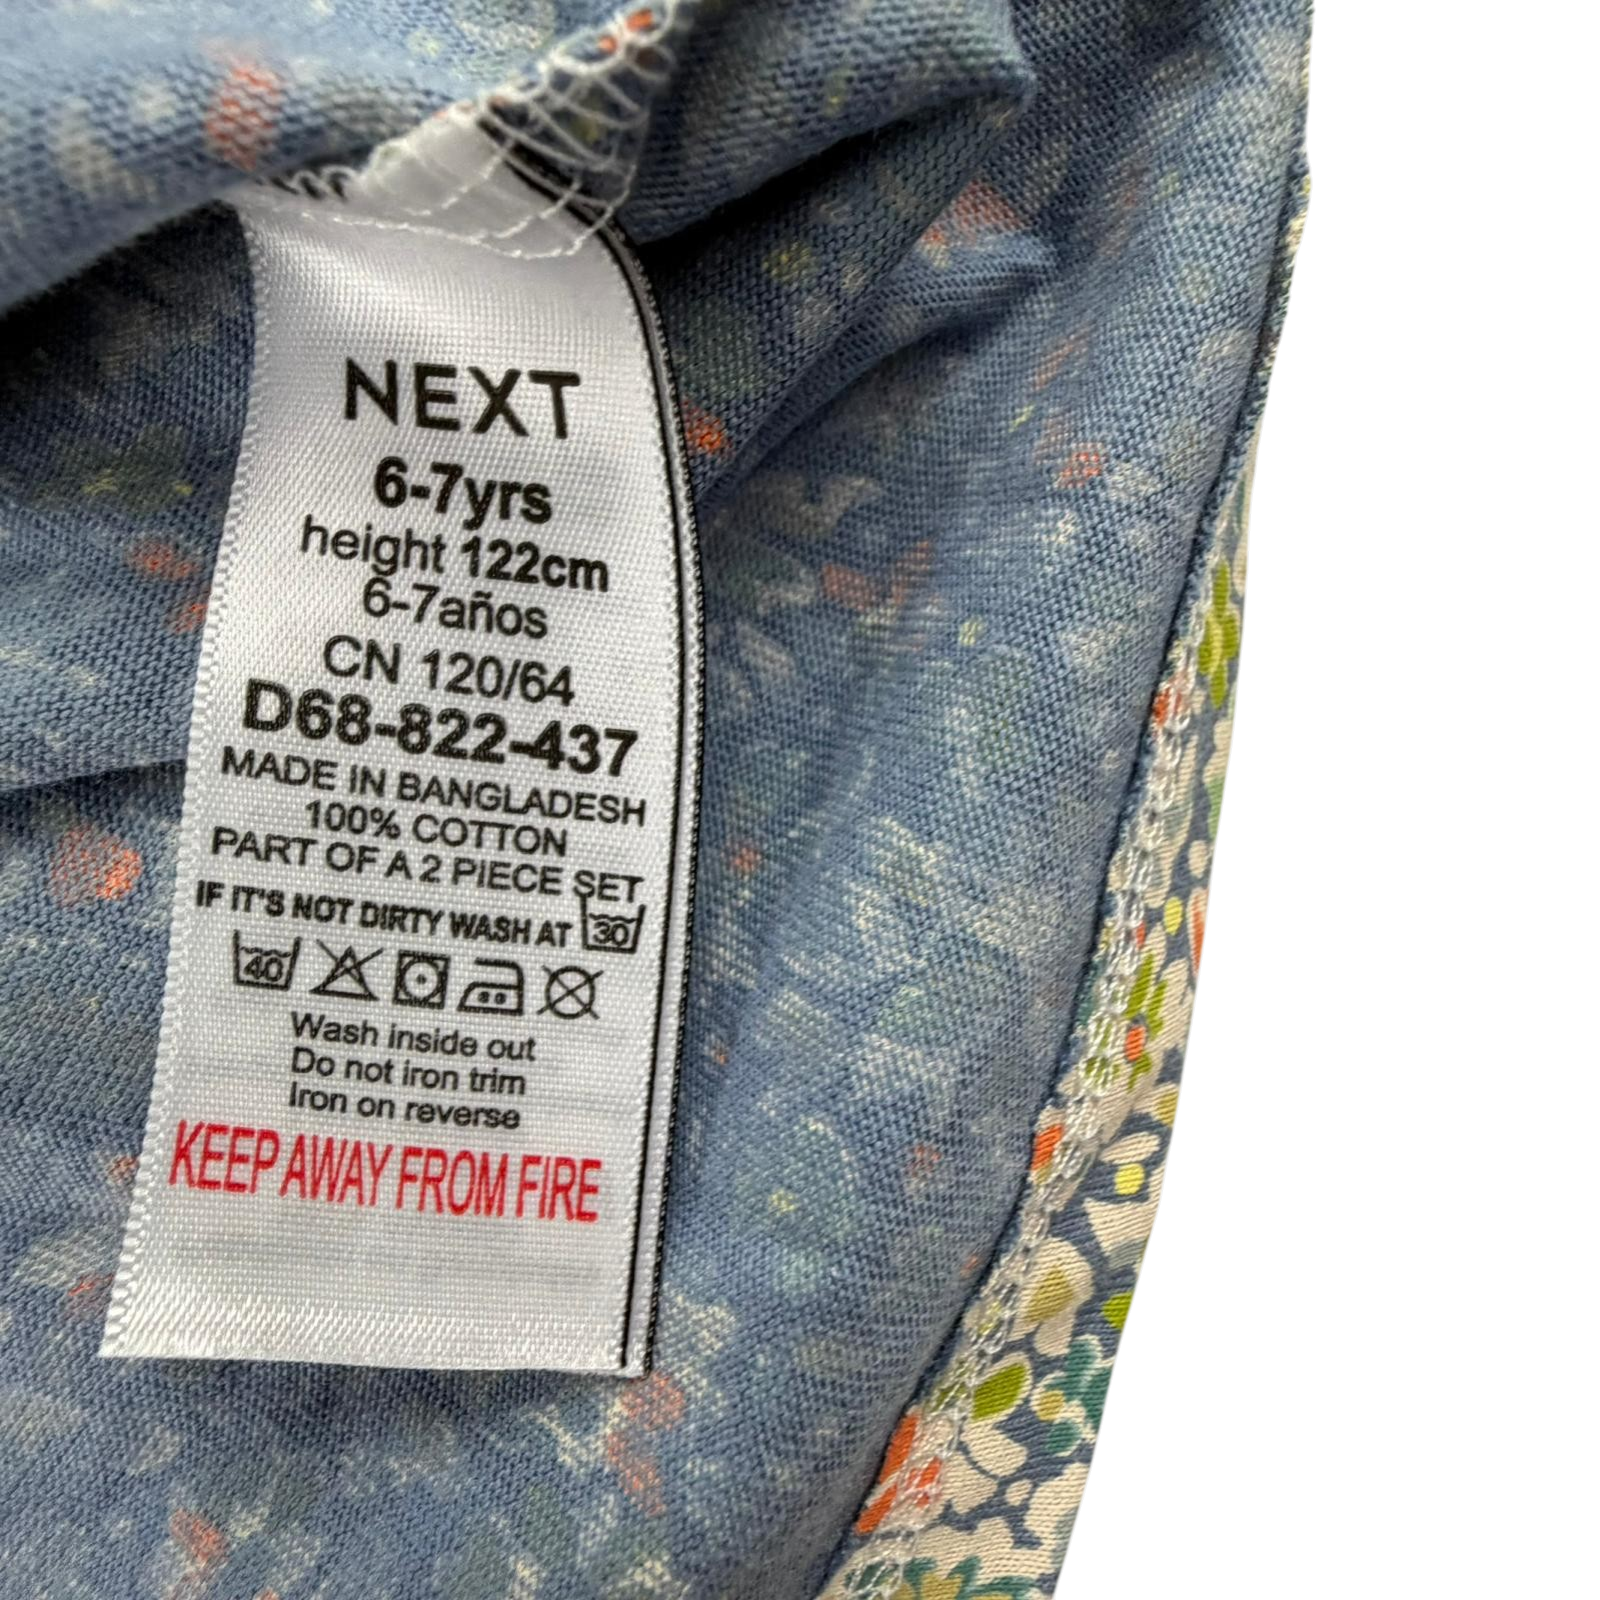 NEXT
6-7yrs
height 122cm
6-7años
CN 120/64
D68-822-437
MADE IN BANGLADESH
100% COTTON
PART OF A 2 PIECE SET
IF IT'S NOT DIRTY WASH AT 30
40
Wash inside out
Do not iron trim
Iron on reverse
KEEP AWAY FROM FIRE